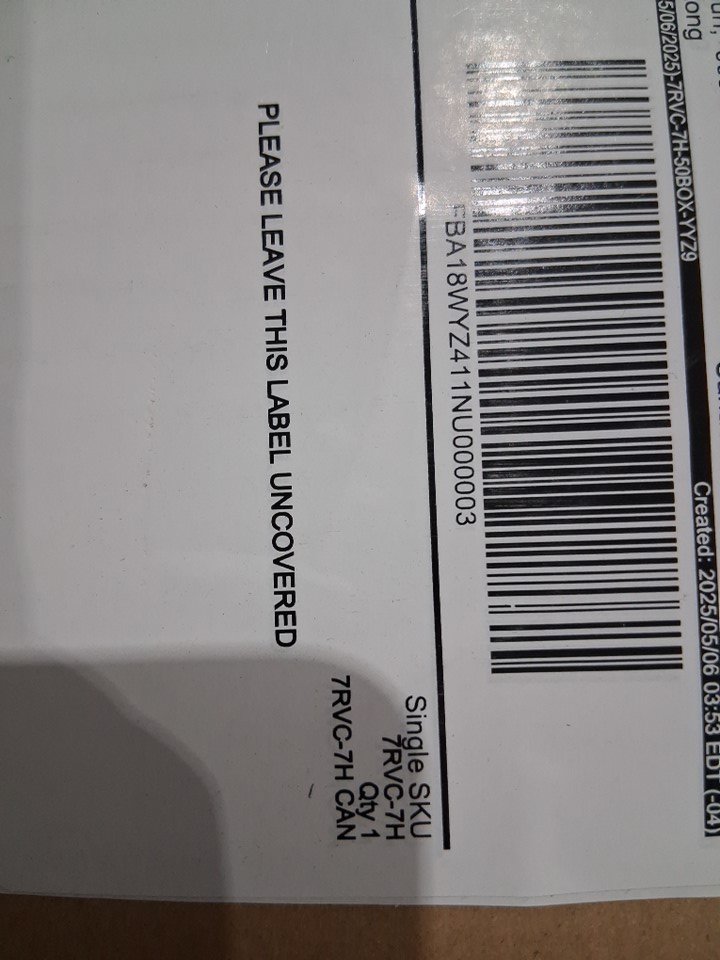 ong
5/06/2025)-7RVC-7H-50BOX-YYZ9
Created: 2025/05/06 03:53 EDT (-04)
FBA18WYZ411NU000003
Single SKU
7RVC-7H
Qty 1
7RVC-7H CAN
PLEASE LEAVE THIS LABEL UNCOVERED